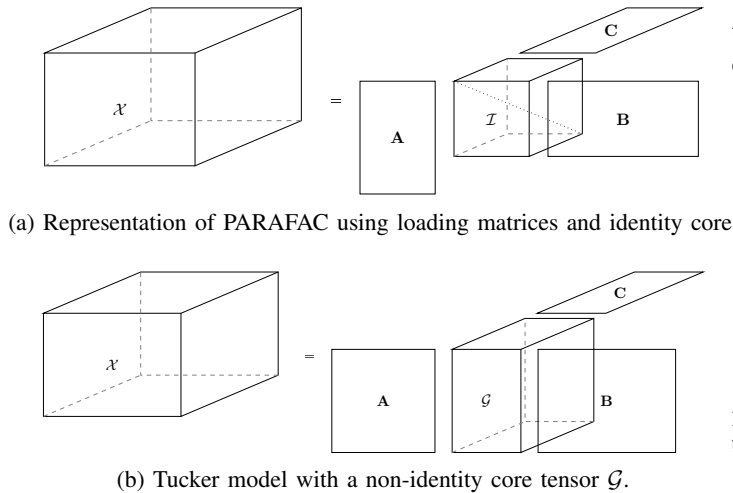 C
𝒳 = A ℐ B
(a) Representation of PARAFAC using loading matrices and identity core
C
𝒳 = A 𝒢 B
(b) Tucker model with a non-identity core tensor 𝒢.